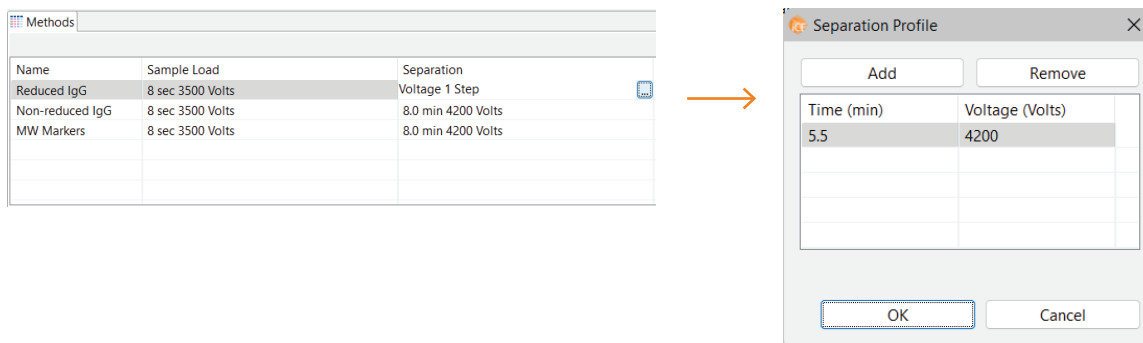 Methods
Name Sample Load Separation
Reduced IgG 8 sec 3500 Volts Voltage 1 Step ...
Non-reduced IgG 8 sec 3500 Volts 8.0 min 4200 Volts
MW Markers 8 sec 3500 Volts 8.0 min 4200 Volts
Separation Profile
Add Remove
Time (min) Voltage (Volts)
5.5 4200
OK Cancel